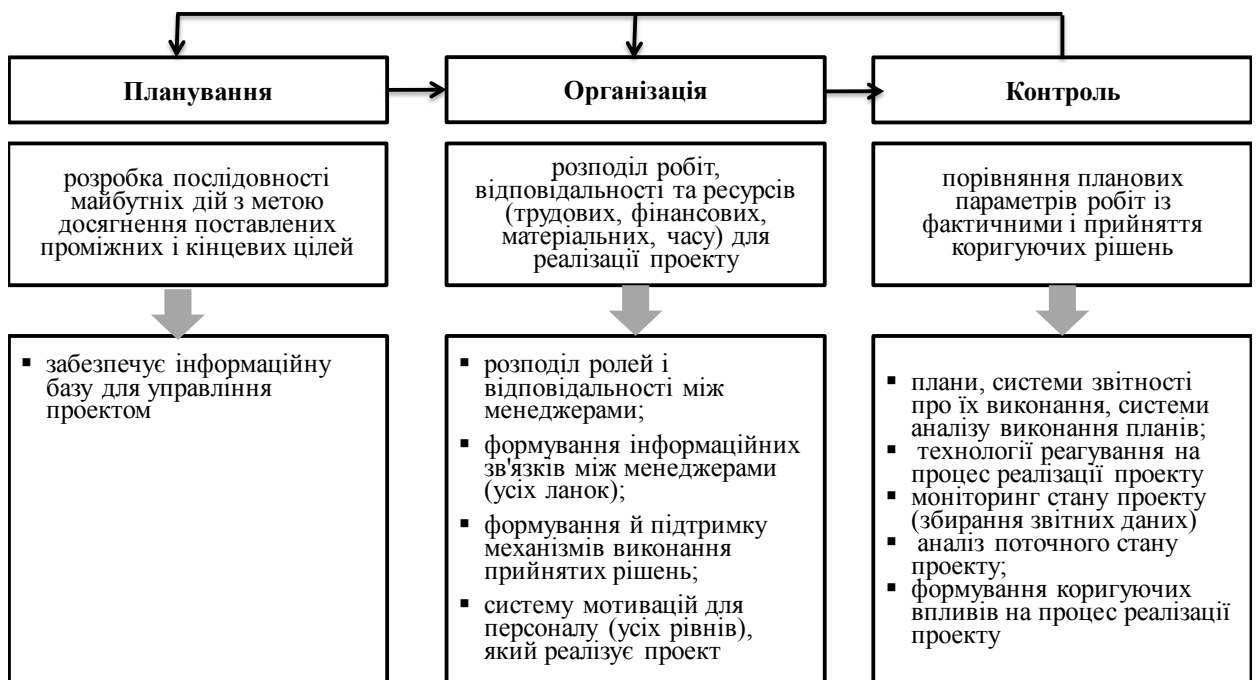 Планування
Організація
Контроль
розробка послідовності
майбутніх дій з метою
досягнення поставлених
проміжних і кінцевих цілей
розподіл робіт,
відповідальності та ресурсів
(трудових, фінансових,
матеріальних, часу) для
реалізації проекту
порівняння планових
параметрів робіт із
фактичними і прийняття
коригуючих рішень
▪ забезпечує інформаційну
базу для управління
проектом
▪ розподіл ролей і
відповідальності між
менеджерами;
▪ формування інформаційних
зв'язків між менеджерами
(усіх ланок);
▪ формування й підтримку
механізмів виконання
прийнятих рішень;
▪ систему мотивацій для
персоналу (усіх рівнів),
який реалізує проект
▪ плани, системи звітності
про їх виконання, системи
аналізу виконання планів;
▪ технології реагування на
процес реалізації проекту
▪ моніторинг стану проекту
(збирання звітних даних)
▪ аналіз поточного стану
проекту;
▪ формування коригуючих
впливів на процес реалізації
проекту